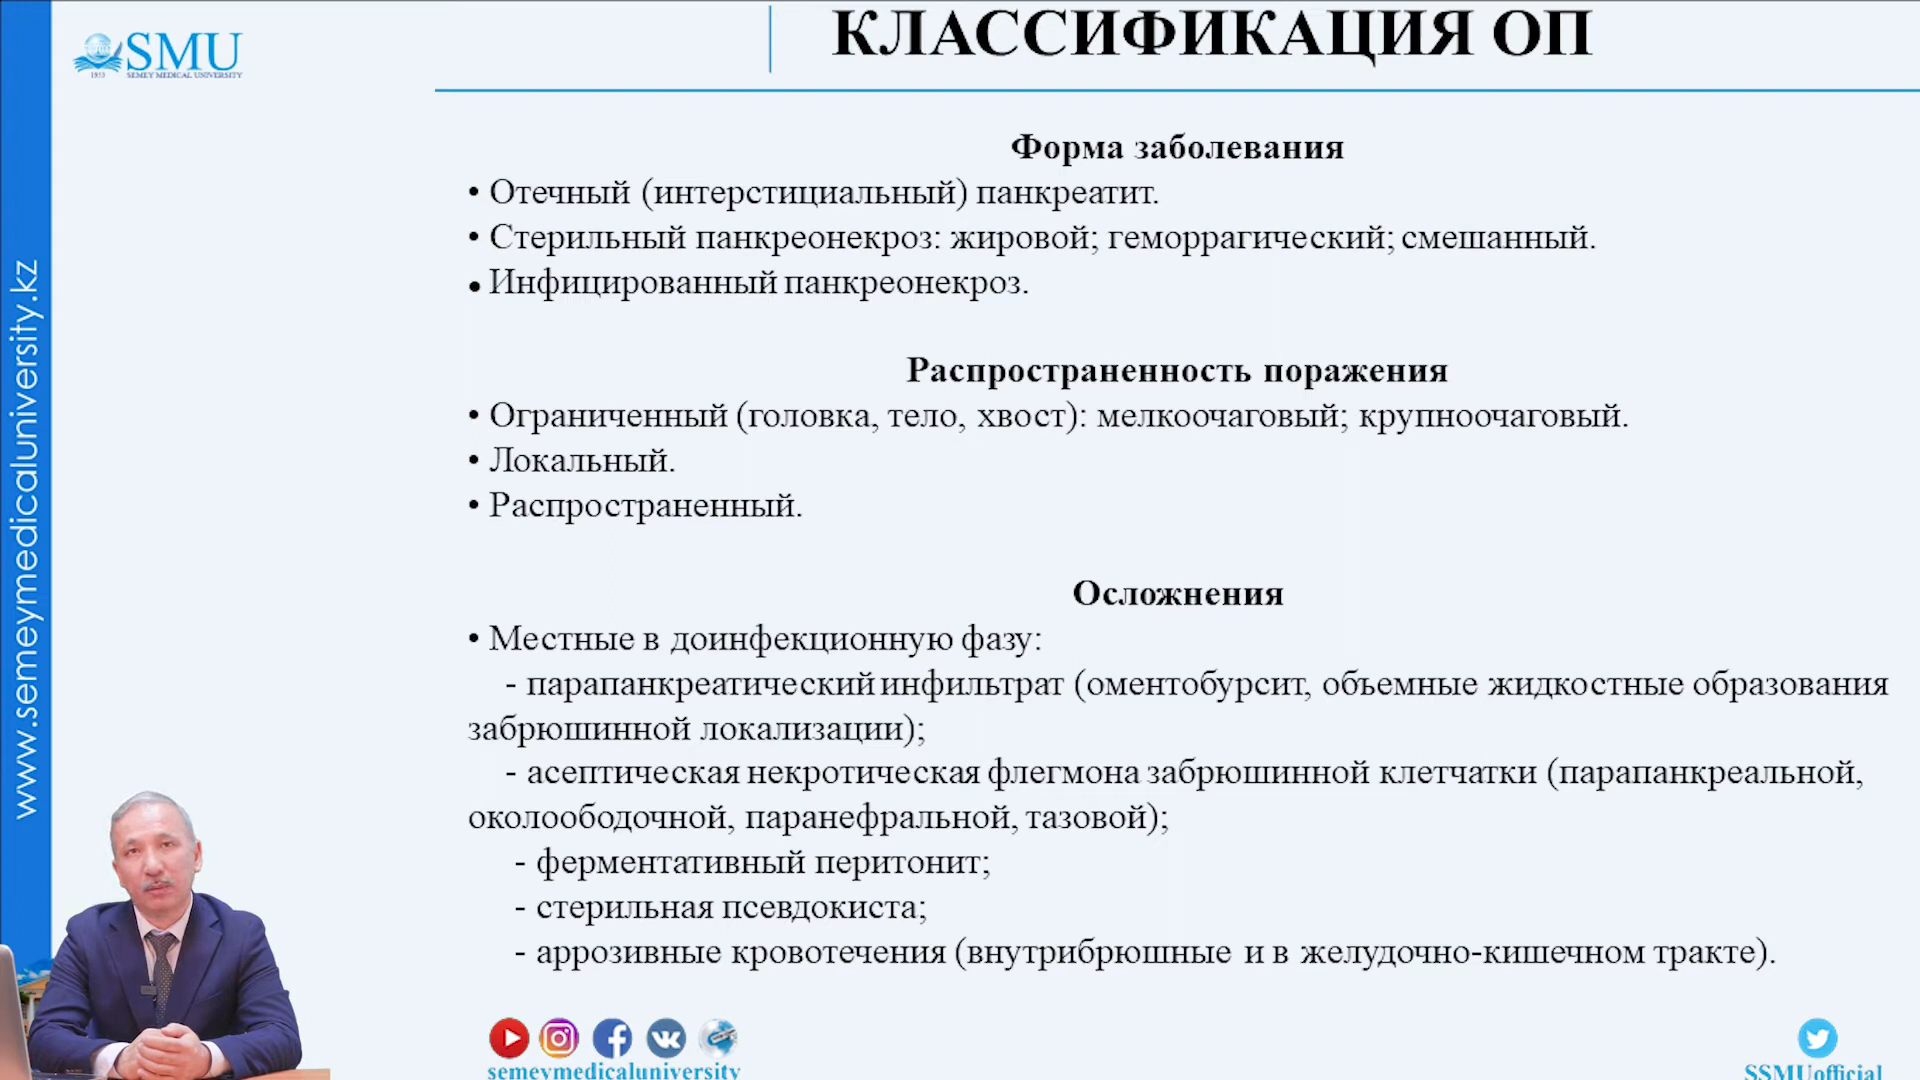 SMU
1953 SEMEY MEDICAL UNIVERSITY
КЛАССИФИКАЦИЯ ОП
www.semeymedicaluniversity.kz
Форма заболевания
• Отечный (интерстициальный) панкреатит.
• Стерильный панкреонекроз: жировой; геморрагический; смешанный.
• Инфицированный панкреонекроз.
Распространенность поражения
• Ограниченный (головка, тело, хвост): мелкоочаговый; крупноочаговый.
• Локальный.
• Распространенный.
Осложнения
• Местные в доинфекционную фазу:
- парапанкреатический инфильтрат (оментобурсит, объемные жидкостные образования
забрюшинной локализации);
- асептическая некротическая флегмона забрюшинной клетчатки (парапанкреальной,
околоободочной, паранефральной, тазовой);
- ферментативный перитонит;
- стерильная псевдокиста;
- аррозивные кровотечения (внутрибрюшные и в желудочно-кишечном тракте).
semeymedicaluniversity
SSMUofficial